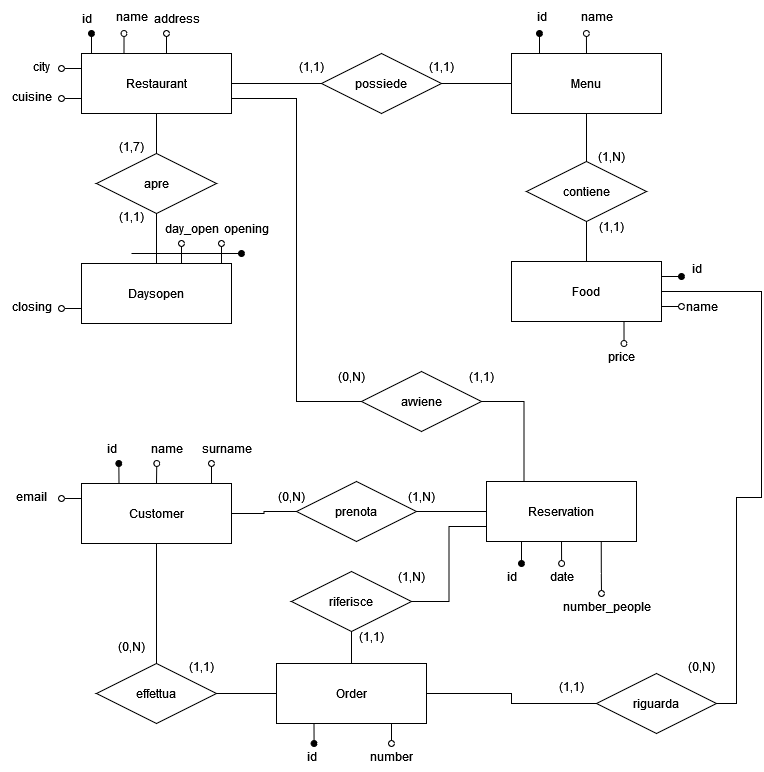 id name address
id name
city
cuisine
Restaurant
(1,1)
possiede
(1,1)
Menu
(1,7)
apre
(1,1)
(1,N)
contiene
(1,1)
day_open opening
Daysopen
closing
Food
id
name
price
(0,N)
avviene
(1,1)
id name surname
email
Customer
(0,N)
prenota
(1,N)
Reservation
id date
number_people
(1,N)
riferisce
(1,1)
(0,N)
effettua
(1,1)
Order
id number
(1,1)
riguarda
(0,N)